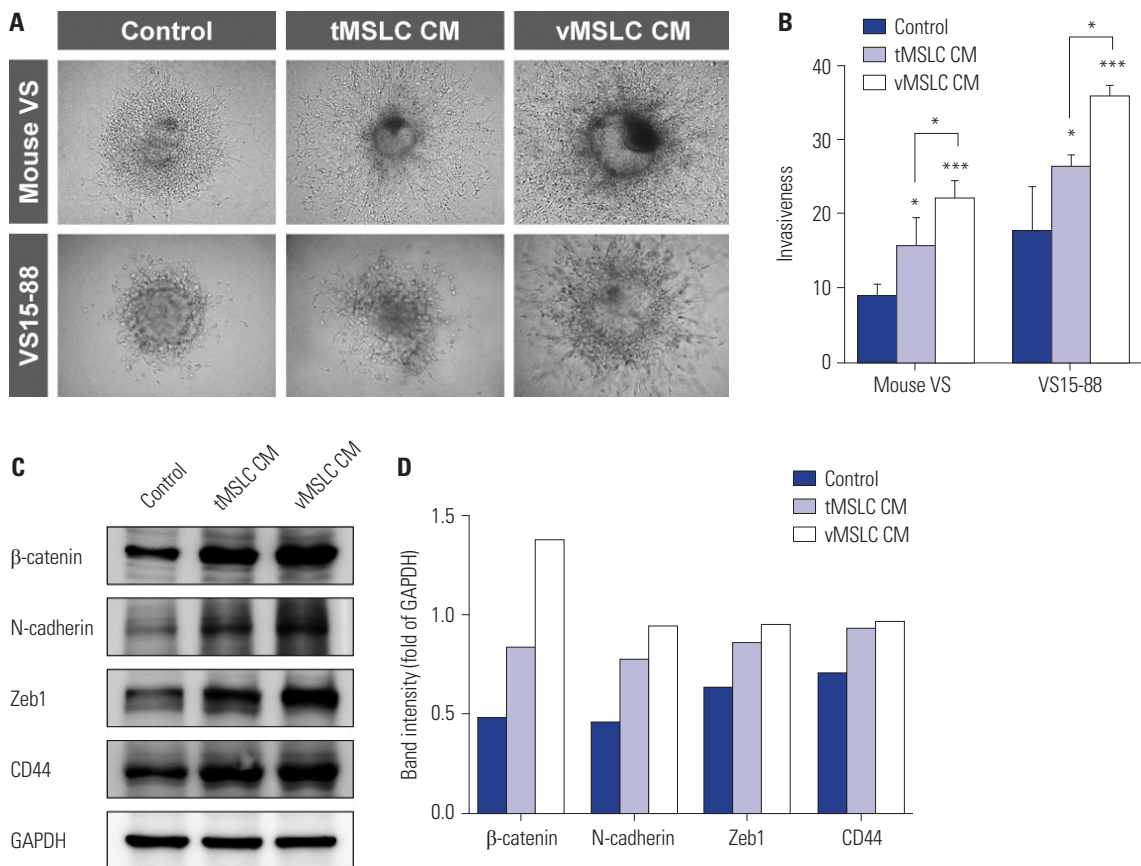 A
Control
tMSLC CM
vMSLC CM
Mouse VS
VS15-88
B
Control
tMSLC CM
vMSLC CM
Invasiveness
40
30
20
10
0
*
***
*
*
***
*
Mouse VS
VS15-88
C
Control
tMSLC CM
vMSLC CM
β-catenin
N-cadherin
Zeb1
CD44
GAPDH
D
Control
tMSLC CM
vMSLC CM
Band intensity (fold of GAPDH)
1.5
1.0
0.5
0.0
β-catenin
N-cadherin
Zeb1
CD44